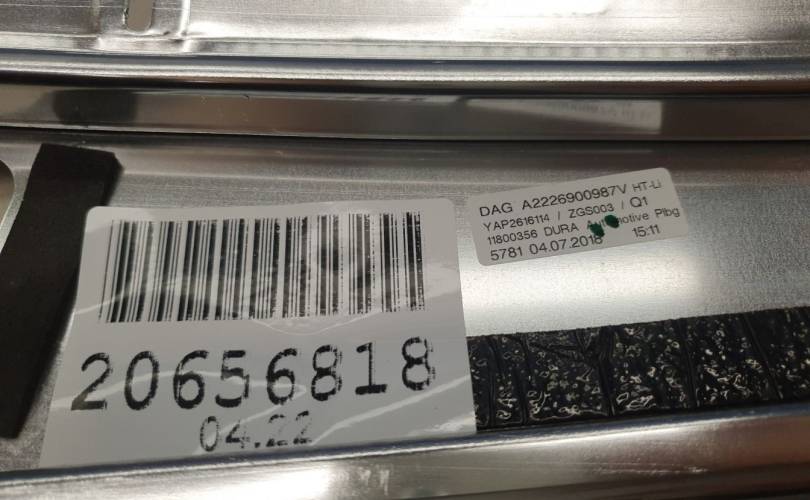 DAG A2226900987V HT-Li
YAP2616114 / ZGS003 / Q1
11800356 DURA Automotive Plbg
5781 04.07.2018 15:11
20656818
04.22